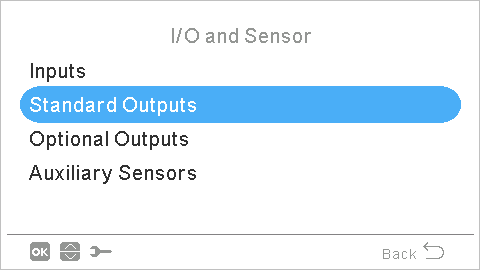 I/O and Sensor
Inputs
Standard Outputs
Optional Outputs
Auxiliary Sensors
OK
Back